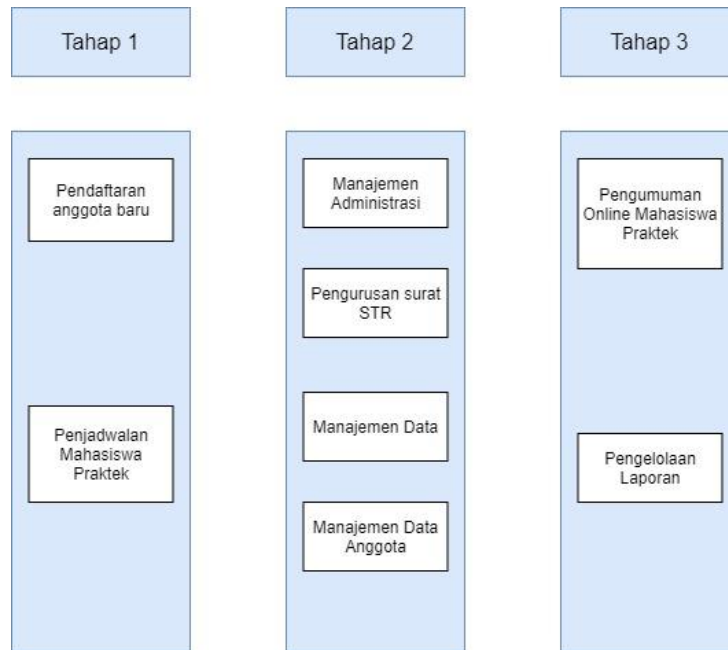 Tahap 1
Tahap 2
Tahap 3
Pendaftaran
anggota baru
Penjadwalan
Mahasiswa
Praktek
Manajemen
Administrasi
Pengurusan surat
STR
Manajemen Data
Manajemen Data
Anggota
Pengumuman
Online Mahasiswa
Praktek
Pengelolaan
Laporan